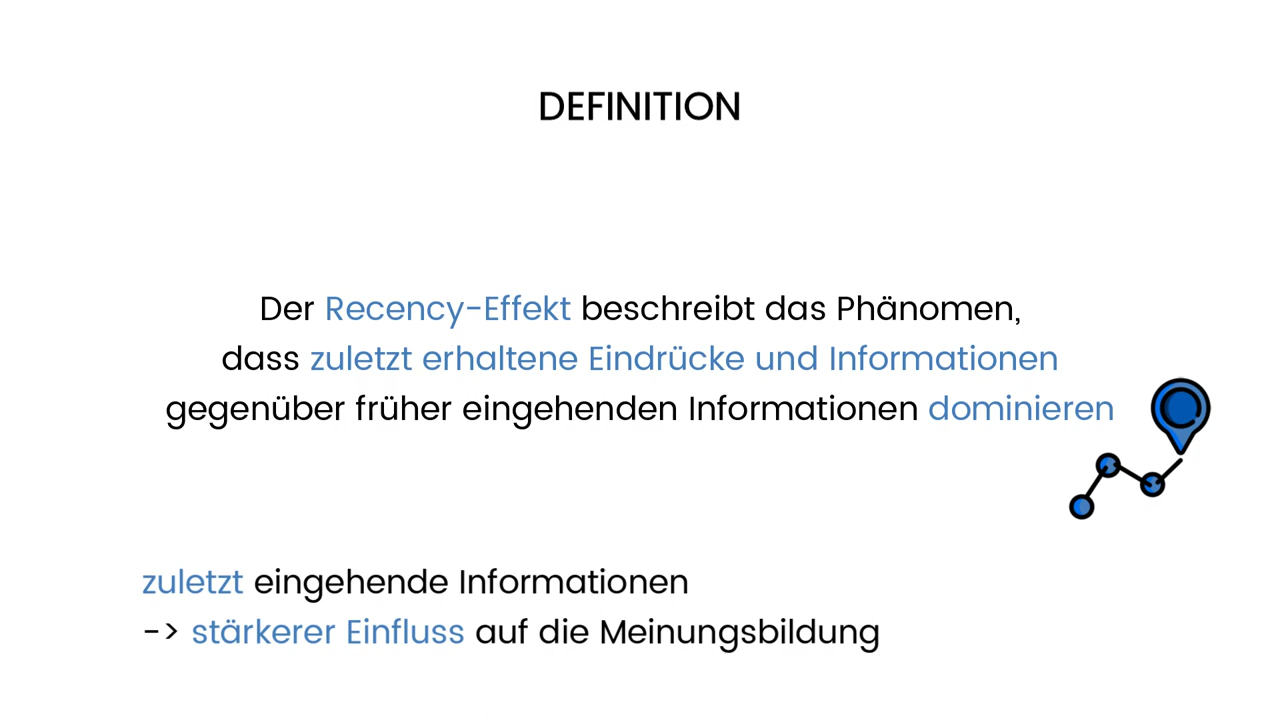 DEFINITION
Der Recency-Effekt beschreibt das Phänomen,
dass zuletzt erhaltene Eindrücke und Informationen
gegenüber früher eingehenden Informationen dominieren
zuletzt eingehende Informationen
-> stärkerer Einfluss auf die Meinungsbildung